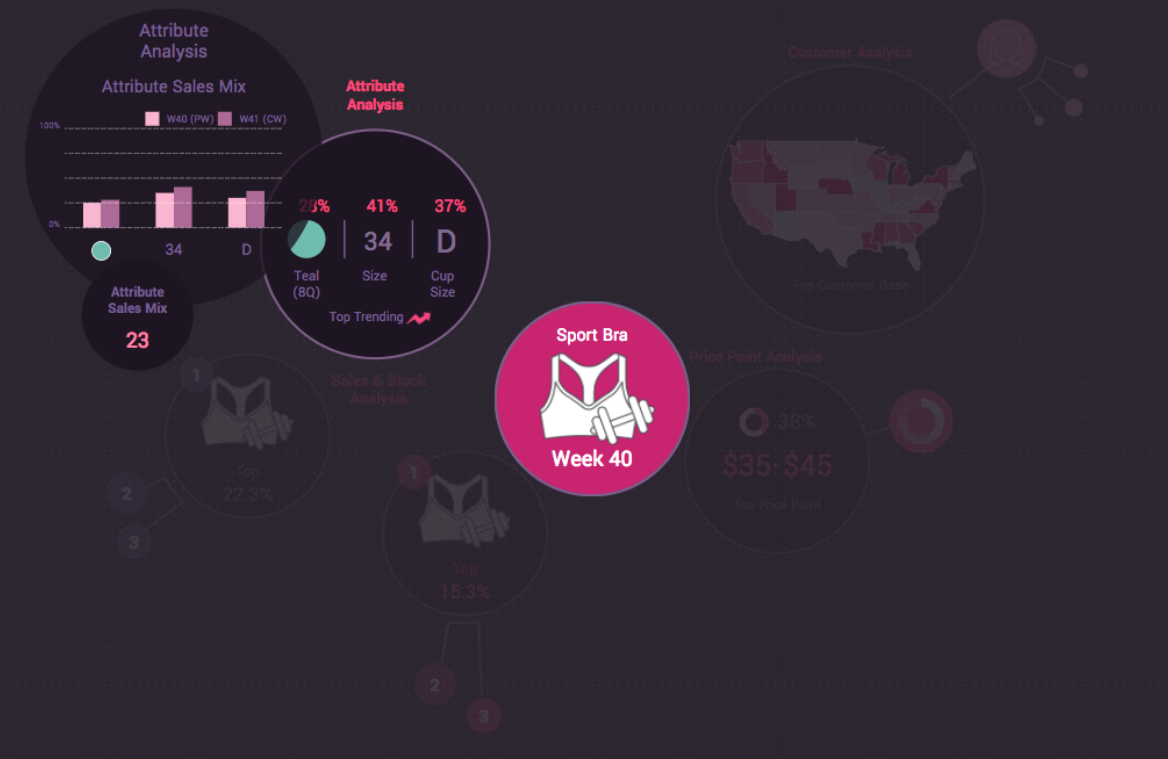 Attribute
Analysis
Attribute Sales Mix
W40 (PW)
W41 (CW)
100%
0%
34
D
Attribute
Sales Mix
23
Attribute
Analysis
28%
41%
37%
34
D
Teal
(8Q)
Size
Cup
Size
Top Trending
Sport Bra
Week 40
Customer Analysis
Top Customer Base
Price Point Analysis
38%
$35-$45
Top Price Point
Sales & Stock
Analysis
1
Top
22.3%
2
3
1
Top
15.3%
2
3